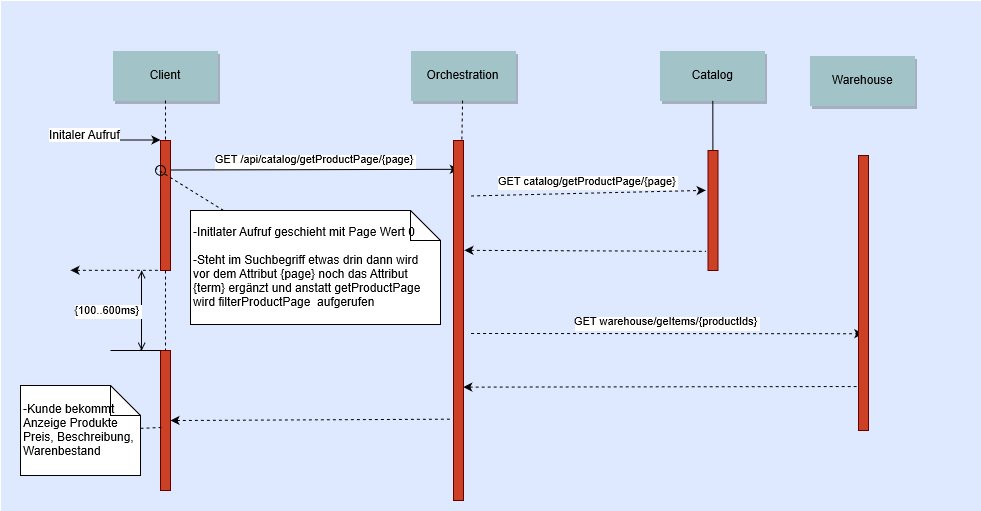 Client
Orchestration
Catalog
Warehouse
Initaler Aufruf
GET /api/catalog/getProductPage/{page}
GET catalog/getProductPage/{page}
-Initlater Aufruf geschieht mit Page Wert 0
-Steht im Suchbegriff etwas drin dann wird
vor dem Attribut {page} noch das Attribut
{term} ergänzt und anstatt getProductPage
wird filterProductPage aufgerufen
{100..600ms}
GET warehouse/geItems/{productIds}
-Kunde bekommt
Anzeige Produkte
Preis, Beschreibung,
Warenbestand